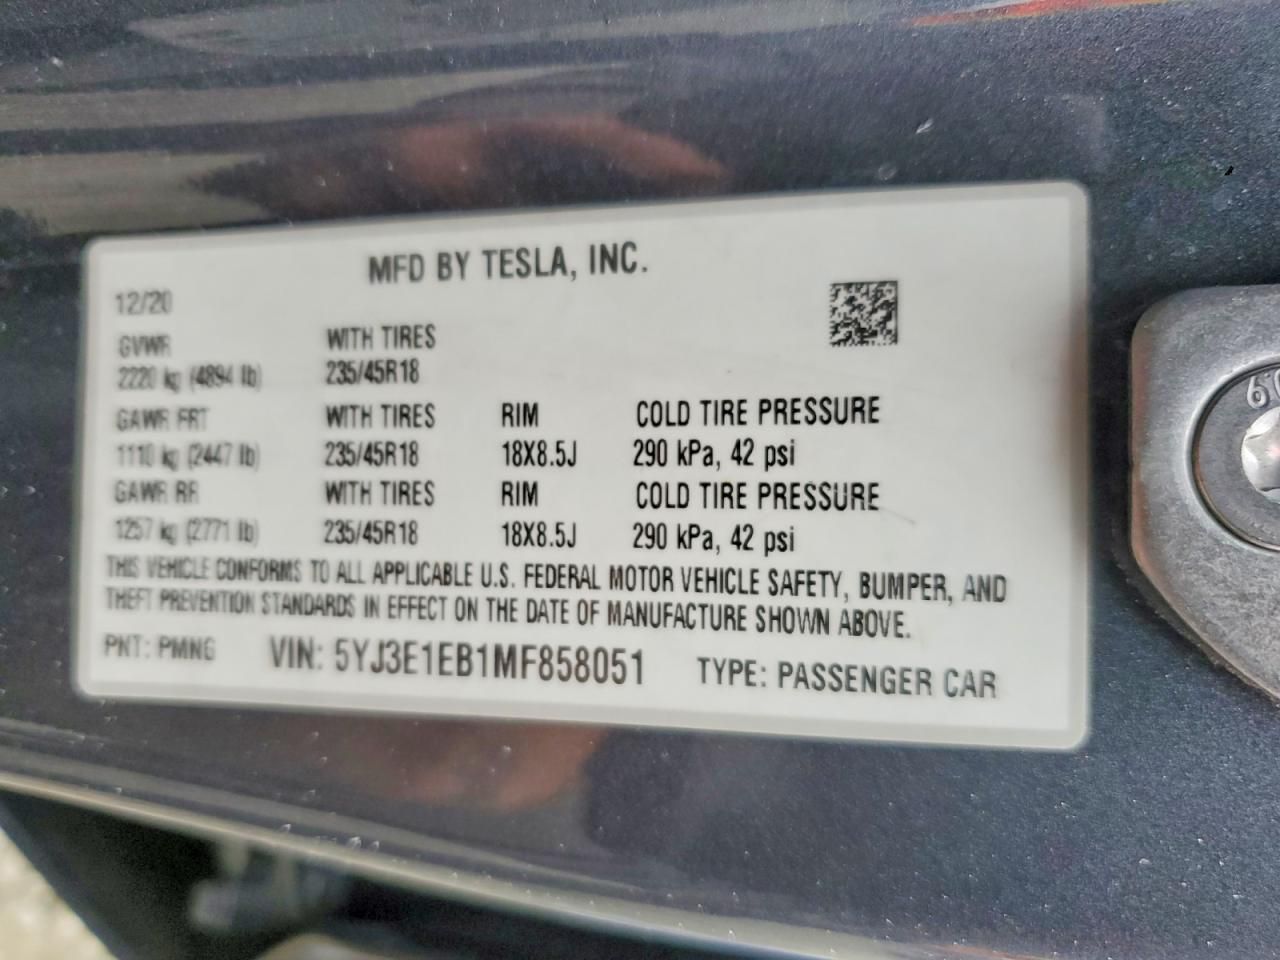 MFD BY TESLA, INC.
12/20
GVWR WITH TIRES
2220 kg (4894 lb) 235/45R18
GAWR FRT WITH TIRES RIM COLD TIRE PRESSURE
1110 kg (2447 lb) 235/45R18 18X8.5J 290 kPa, 42 psi
GAWR RR WITH TIRES RIM COLD TIRE PRESSURE
1257 kg (2771 lb) 235/45R18 18X8.5J 290 kPa, 42 psi
THIS VEHICLE CONFORMS TO ALL APPLICABLE U.S. FEDERAL MOTOR VEHICLE SAFETY, BUMPER, AND
THEFT PREVENTION STANDARDS IN EFFECT ON THE DATE OF MANUFACTURE SHOWN ABOVE.
PNT: PMNG VIN: 5YJ3E1EB1MF858051 TYPE: PASSENGER CAR